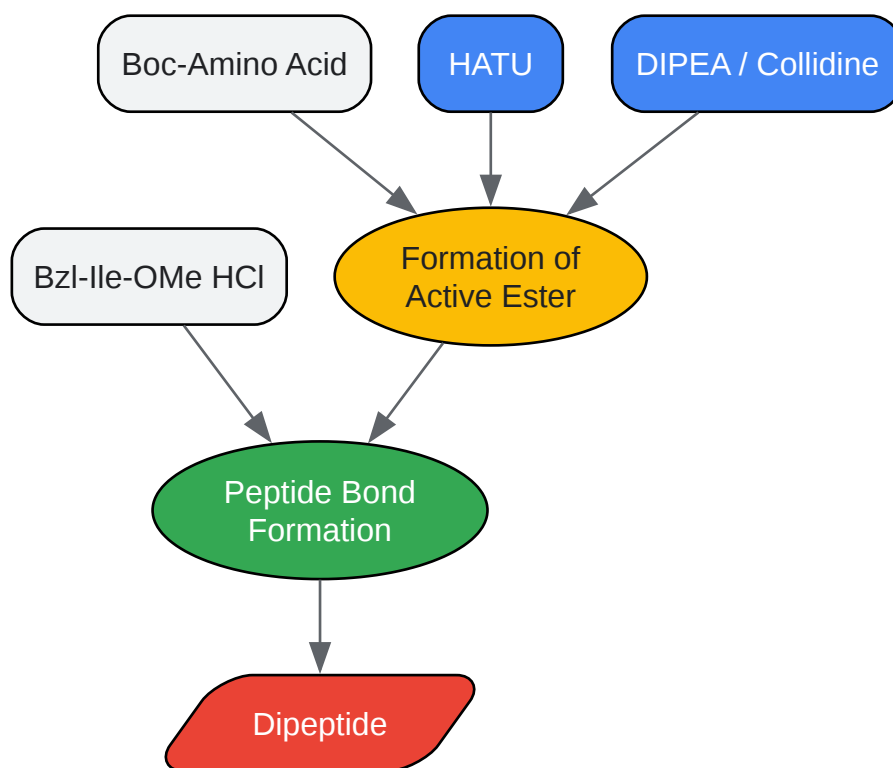 Boc-Amino Acid
HATU
DIPEA / Collidine
Bzl-Ile-OMe HCl
Formation of
Active Ester
Peptide Bond
Formation
Dipeptide